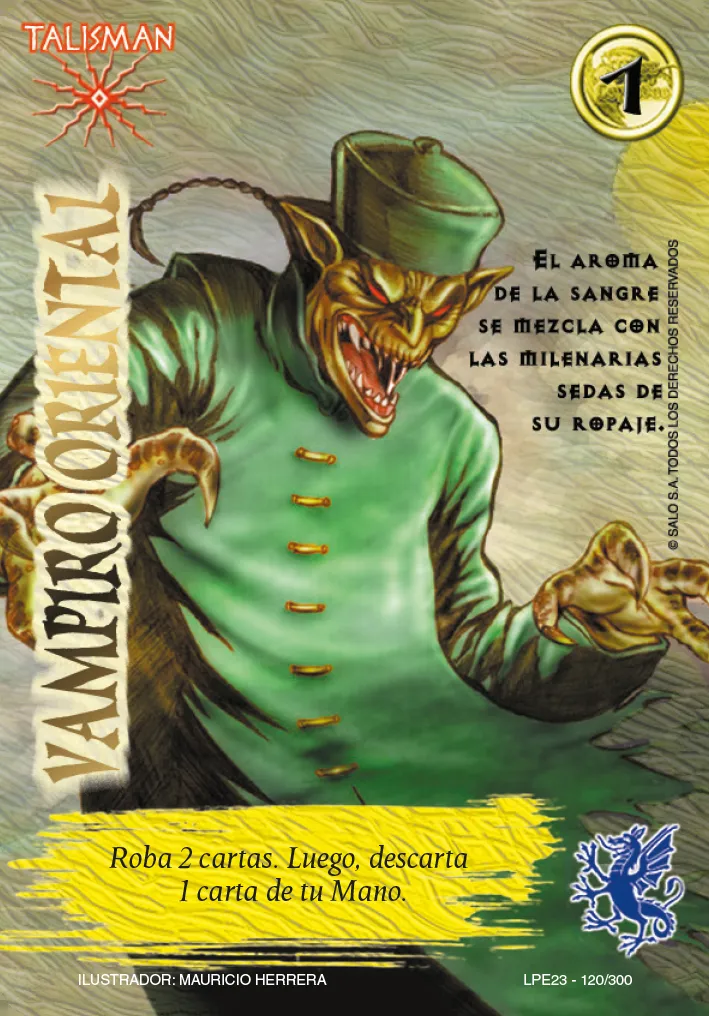 TALISMAN
1
VAMPIRO ORIENTAL
El aroma
de la sangre
se mezcla con
las milenarias
sedas de
su ropaje.
© SALO S.A. TODOS LOS DERECHOS RESERVADOS
Roba 2 cartas. Luego, descarta
1 carta de tu Mano.
ILUSTRADOR: MAURICIO HERRERA
LPE23 - 120/300